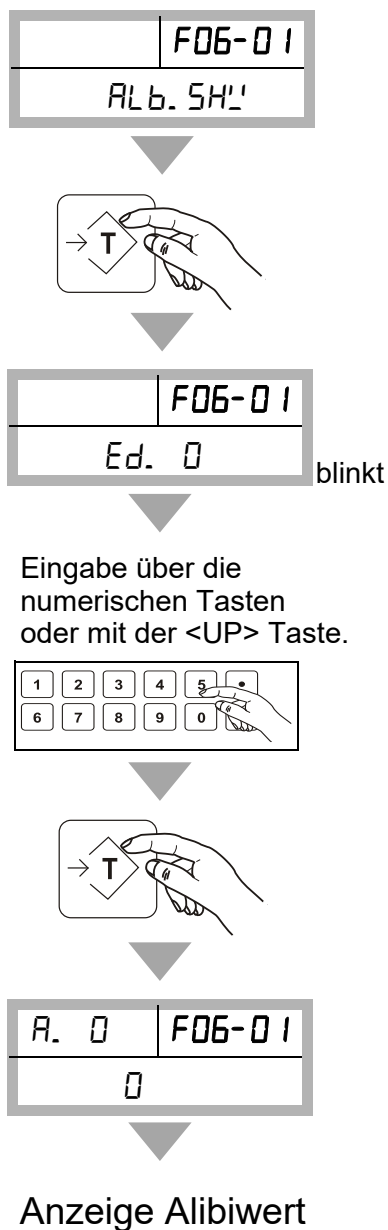 F06-01
ALb. SHW
T
F06-01
Ed. 0
blinkt
Eingabe über die
numerischen Tasten
oder mit der <UP> Taste.
1 2 3 4 5 •
6 7 8 9 0
T
A. 0 F06-01
0
Anzeige Alibiwert